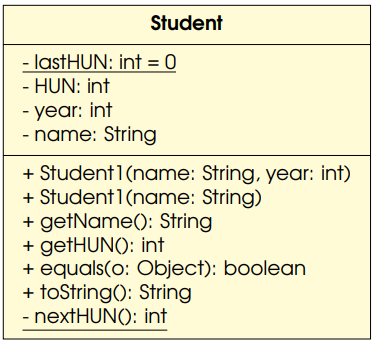 Student
- lastHUN: int = 0
- HUN: int
- year: int
- name: String
+ Student1(name: String, year: int)
+ Student1(name: String)
+ getName(): String
+ getHUN(): int
+ equals(o: Object): boolean
+ toString(): String
- nextHUN(): int